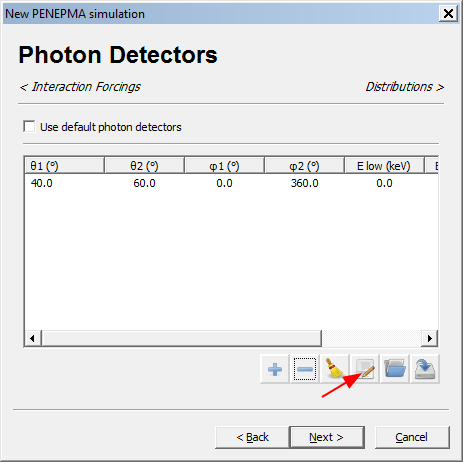 New PENEPMA simulation
Photon Detectors
< Interaction Forcings Distributions >
Use default photon detectors
θ1 (°) θ2 (°) φ1 (°) φ2 (°) E low (keV) E
40.0 60.0 0.0 360.0 0.0
< Back Next > Cancel